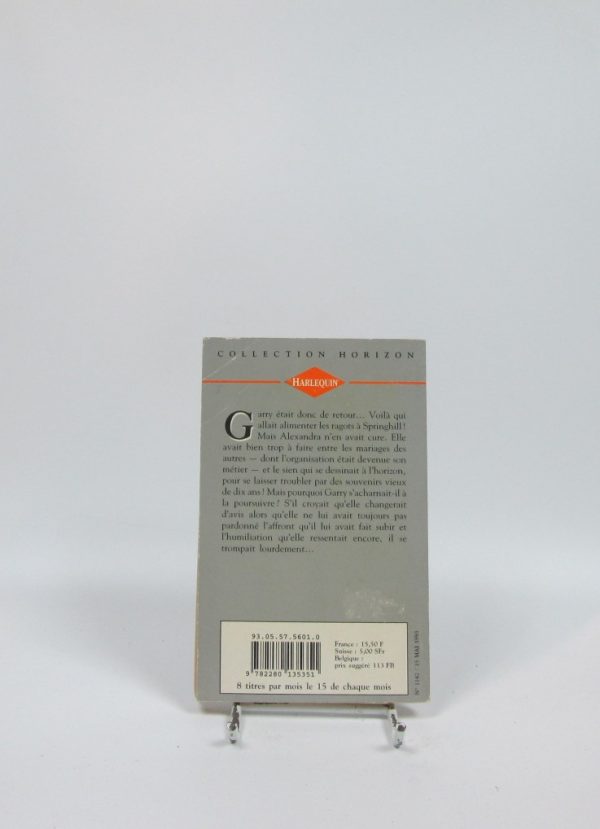 COLLECTION HORIZON
HARLEQUIN
Garry était donc de retour... Voilà qui
allait alimenter les ragots à Springhill !
Mais Alexandra n'en avait cure. Elle
avait bien trop à faire entre les mariages des
autres — dont l'organisation était devenue son
métier — et le sien qui se dessinait à l'horizon,
pour se laisser troubler par des souvenirs vieux
de dix ans ! Mais pourquoi Garry s'acharnait-il à
la poursuivre ? S'il croyait qu'elle changerait
d'avis alors qu'elle ne lui avait toujours pas
pardonné l'affront qu'il lui avait fait subir et
l'humiliation qu'elle ressentait encore, il se
trompait lourdement...
93.05.57.5601.0
9 782280 135351
France : 15,50 F
Suisse : 5,00 SFr
Belgique :
prix suggéré 113 FB
8 titres par mois le 15 de chaque mois
N° 1142 / 15 MAI 1993